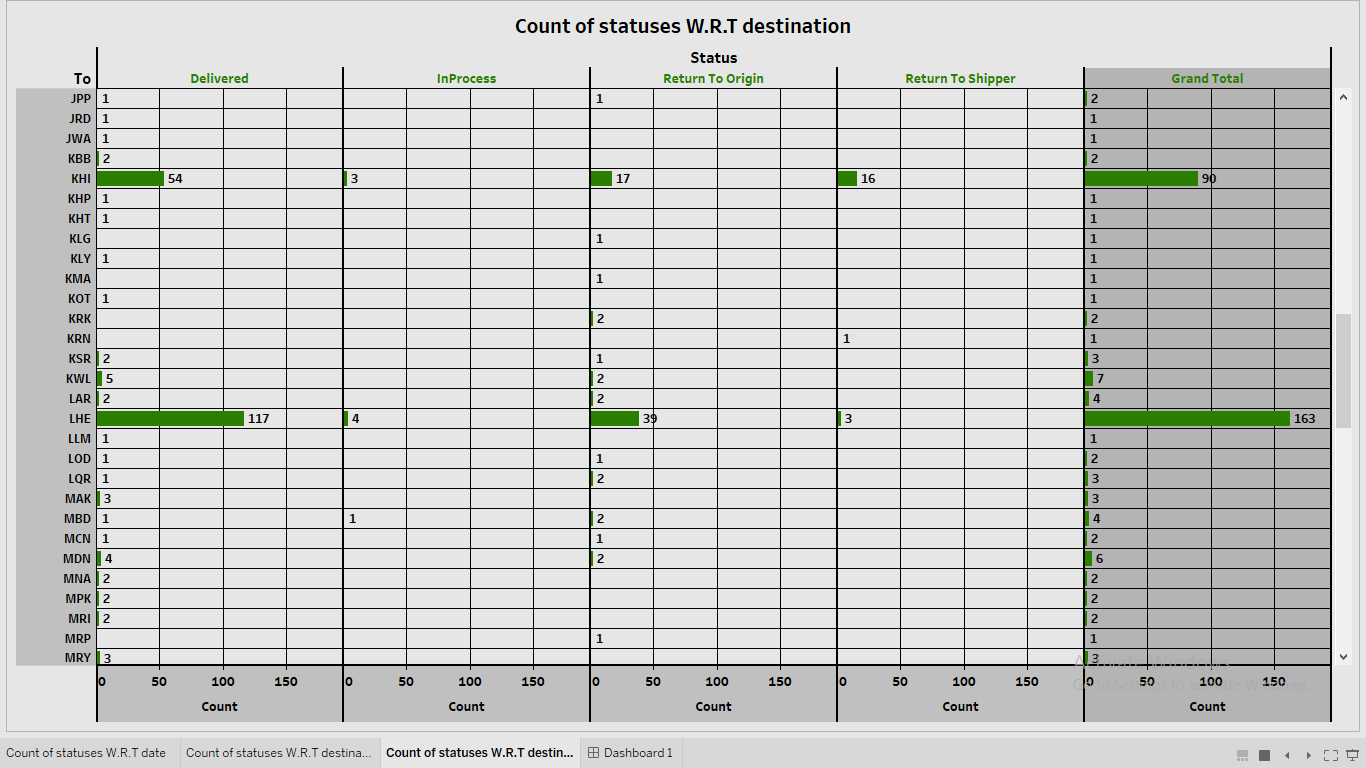 Count of statuses W.R.T destination
Status
To Delivered InProcess Return To Origin Return To Shipper Grand Total
JPP 1 1 2
JRD 1 1
JWA 1 1
KBB 2 2
KHI 54 3 17 16 90
KHP 1 1
KHT 1 1
KLG 1 1
KLY 1 1
KMA 1 1
KOT 1 1
KRK 2 2
KRN 1 1
KSR 2 1 3
KWL 5 2 7
LAR 2 2 4
LHE 117 4 39 3 163
LLM 1 1
LOD 1 1 2
LQR 1 2 3
MAK 3 3
MBD 1 1 2 4
MCN 1 1 2
MDN 4 2 6
MNA 2 2
MPK 2 2
MRI 2 2
MRP 1 1
MRY 3 3
Activate Windows
0 50 100 150 0 50 100 150 0 50 100 150 0 50 100 150 0 50 100 150
Go to Settings to activate Windows.
Count Count Count Count Count
Count of statuses W.R.T date Count of statuses W.R.T destina... Count of statuses W.R.T destin... Dashboard 1